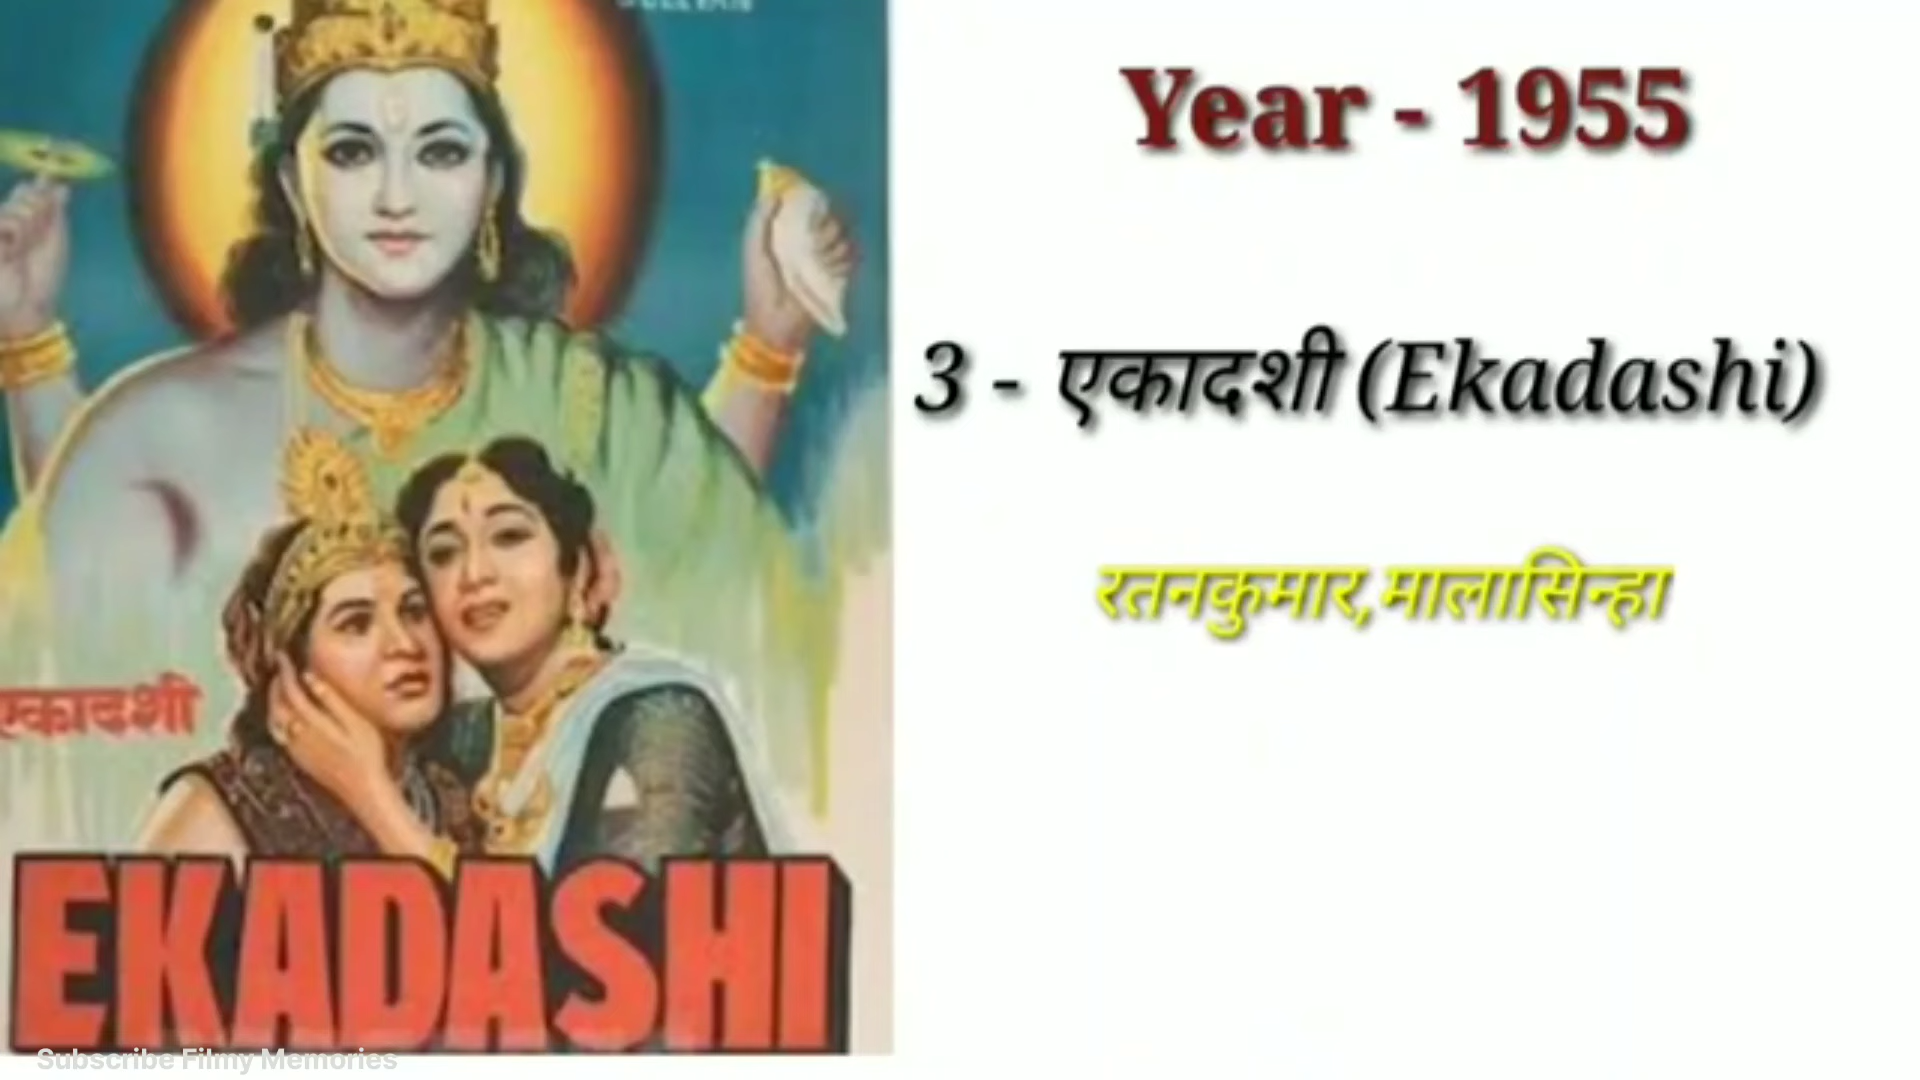 Year - 1955
3 - एकादशी (Ekadashi)
रतनकुमार,मालासिन्हा
एकादशी
EKADASHI
Subscribe Filmy Memories